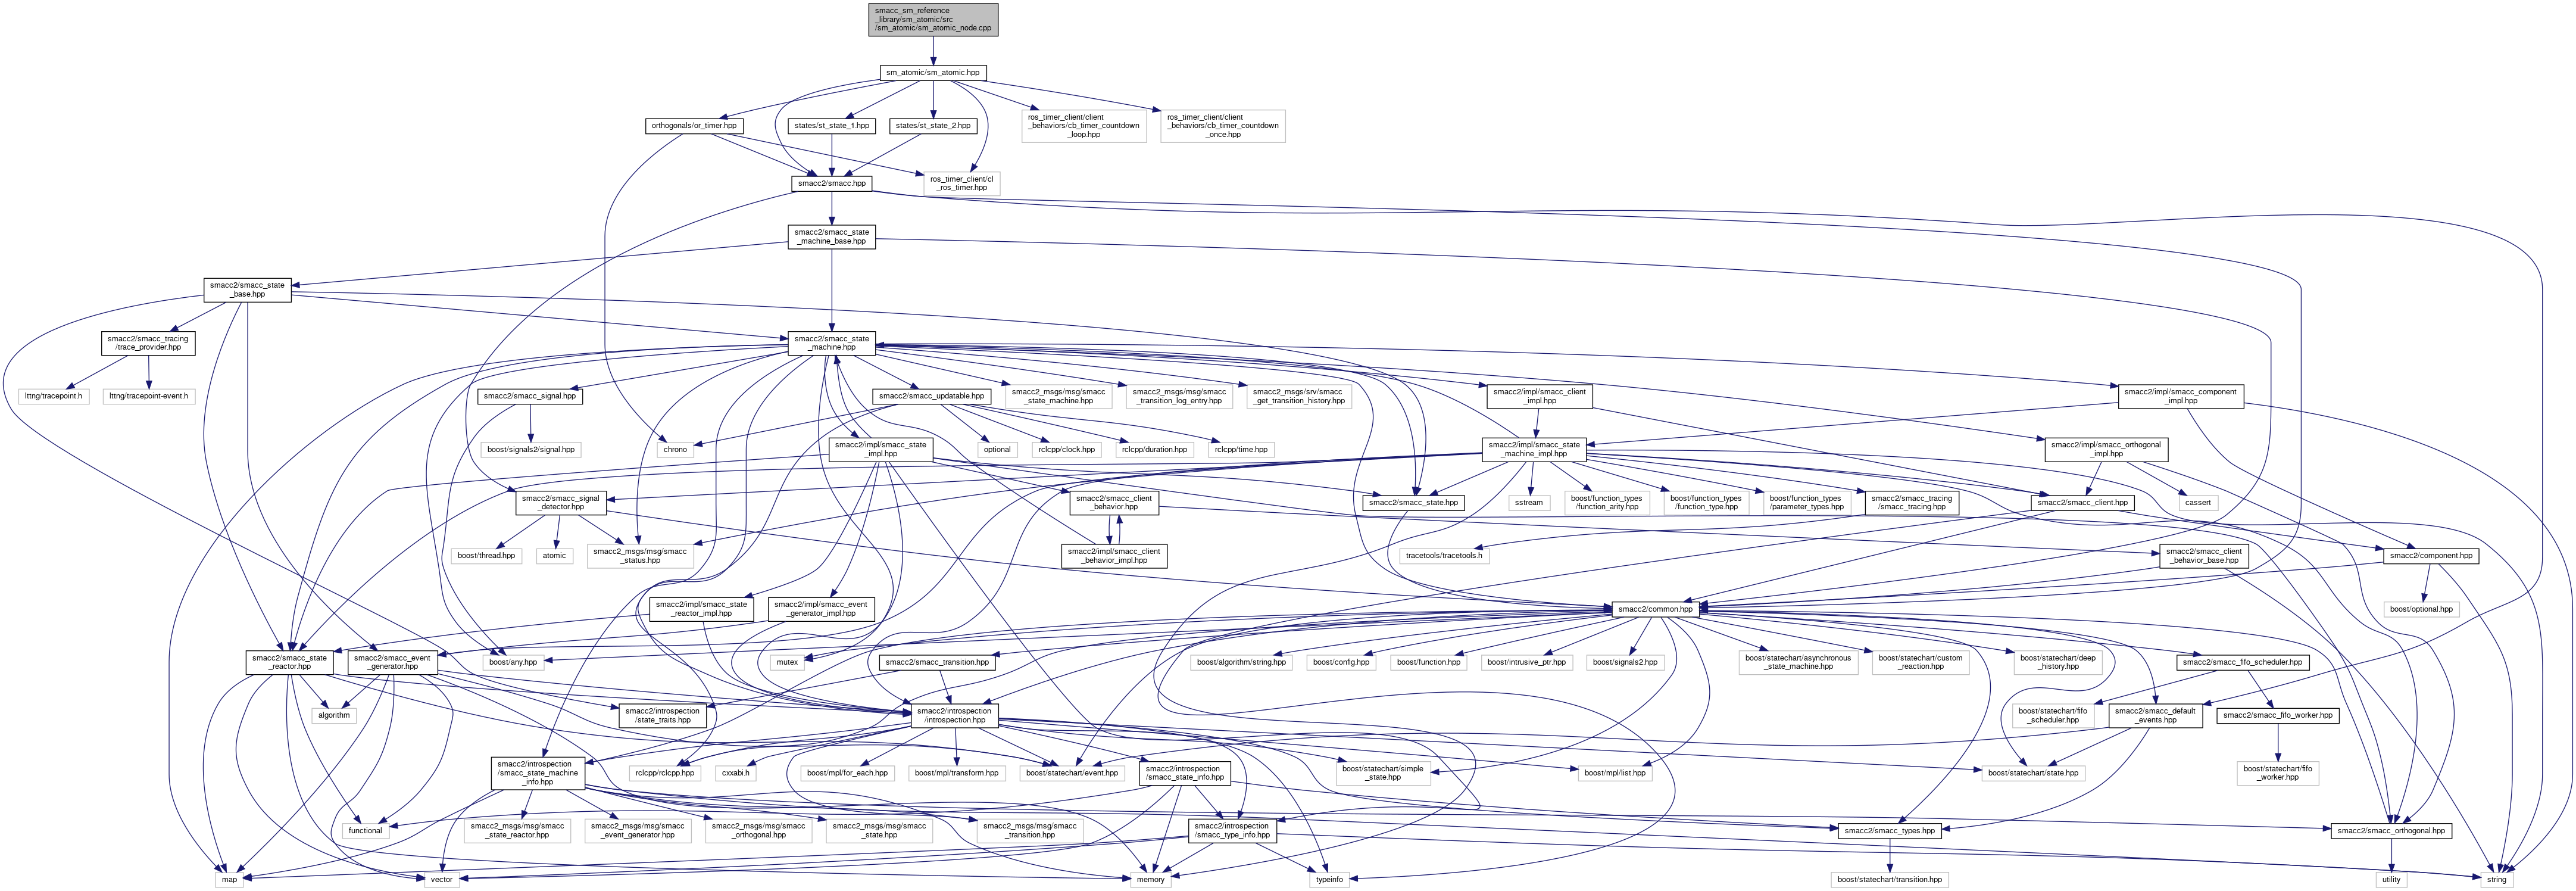 smacc_sm_reference
_library/sm_atomic/src
/sm_atomic/sm_atomic_node.cpp
sm_atomic/sm_atomic.hpp
orthogonals/or_timer.hpp
states/st_state_1.hpp
states/st_state_2.hpp
ros_timer_client/client
_behaviors/cb_timer_countdown
_loop.hpp
ros_timer_client/client
_behaviors/cb_timer_countdown
_once.hpp
smacc2/smacc.hpp
ros_timer_client/cl
_ros_timer.hpp
smacc2/smacc_state
_machine_base.hpp
smacc2/smacc_state
_base.hpp
smacc2/smacc_tracing
/trace_provider.hpp
smacc2/smacc_state
_machine.hpp
lttng/tracepoint.h
lttng/tracepoint-event.h
smacc2/smacc_signal.hpp
smacc2/smacc_updatable.hpp
smacc2_msgs/msg/smacc
_state_machine.hpp
smacc2_msgs/msg/smacc
_transition_log_entry.hpp
smacc2_msgs/srv/smacc
_get_transition_history.hpp
smacc2/impl/smacc_client
_impl.hpp
smacc2/impl/smacc_component
_impl.hpp
boost/signals2/signal.hpp
chrono
smacc2/impl/smacc_state
_impl.hpp
optional
rclcpp/clock.hpp
rclcpp/duration.hpp
rclcpp/time.hpp
smacc2/impl/smacc_state
_machine_impl.hpp
smacc2/impl/smacc_orthogonal
_impl.hpp
smacc2/smacc_signal
_detector.hpp
smacc2/smacc_client
_behavior.hpp
smacc2/smacc_state.hpp
sstream
boost/function_types
/function_arity.hpp
boost/function_types
/function_type.hpp
boost/function_types
/parameter_types.hpp
smacc2/smacc_tracing
/smacc_tracing.hpp
smacc2/smacc_client.hpp
cassert
boost/thread.hpp
atomic
smacc2_msgs/msg/smacc
_status.hpp
smacc2/impl/smacc_client
_behavior_impl.hpp
tracetools/tracetools.h
smacc2/smacc_client
_behavior_base.hpp
smacc2/component.hpp
smacc2/impl/smacc_state
_reactor_impl.hpp
smacc2/impl/smacc_event
_generator_impl.hpp
smacc2/common.hpp
boost/optional.hpp
smacc2/smacc_state
_reactor.hpp
smacc2/smacc_event
_generator.hpp
boost/any.hpp
mutex
smacc2/smacc_transition.hpp
boost/algorithm/string.hpp
boost/config.hpp
boost/function.hpp
boost/intrusive_ptr.hpp
boost/signals2.hpp
boost/statechart/asynchronous
_state_machine.hpp
boost/statechart/custom
_reaction.hpp
boost/statechart/deep
_history.hpp
smacc2/smacc_fifo_scheduler.hpp
algorithm
smacc2/introspection
/state_traits.hpp
smacc2/introspection
/introspection.hpp
boost/statechart/fifo
_scheduler.hpp
smacc2/smacc_default
_events.hpp
smacc2/smacc_fifo_worker.hpp
smacc2/introspection
/smacc_state_machine
_info.hpp
rclcpp/rclcpp.hpp
cxxabi.h
boost/mpl/for_each.hpp
boost/mpl/transform.hpp
boost/statechart/event.hpp
smacc2/introspection
/smacc_state_info.hpp
boost/statechart/simple
_state.hpp
boost/mpl/list.hpp
boost/statechart/state.hpp
boost/statechart/fifo
_worker.hpp
functional
smacc2_msgs/msg/smacc
_state_reactor.hpp
smacc2_msgs/msg/smacc
_event_generator.hpp
smacc2_msgs/msg/smacc
_orthogonal.hpp
smacc2_msgs/msg/smacc
_state.hpp
smacc2_msgs/msg/smacc
_transition.hpp
smacc2/introspection
/smacc_type_info.hpp
smacc2/smacc_types.hpp
smacc2/smacc_orthogonal.hpp
map
vector
memory
typeinfo
boost/statechart/transition.hpp
utility
string